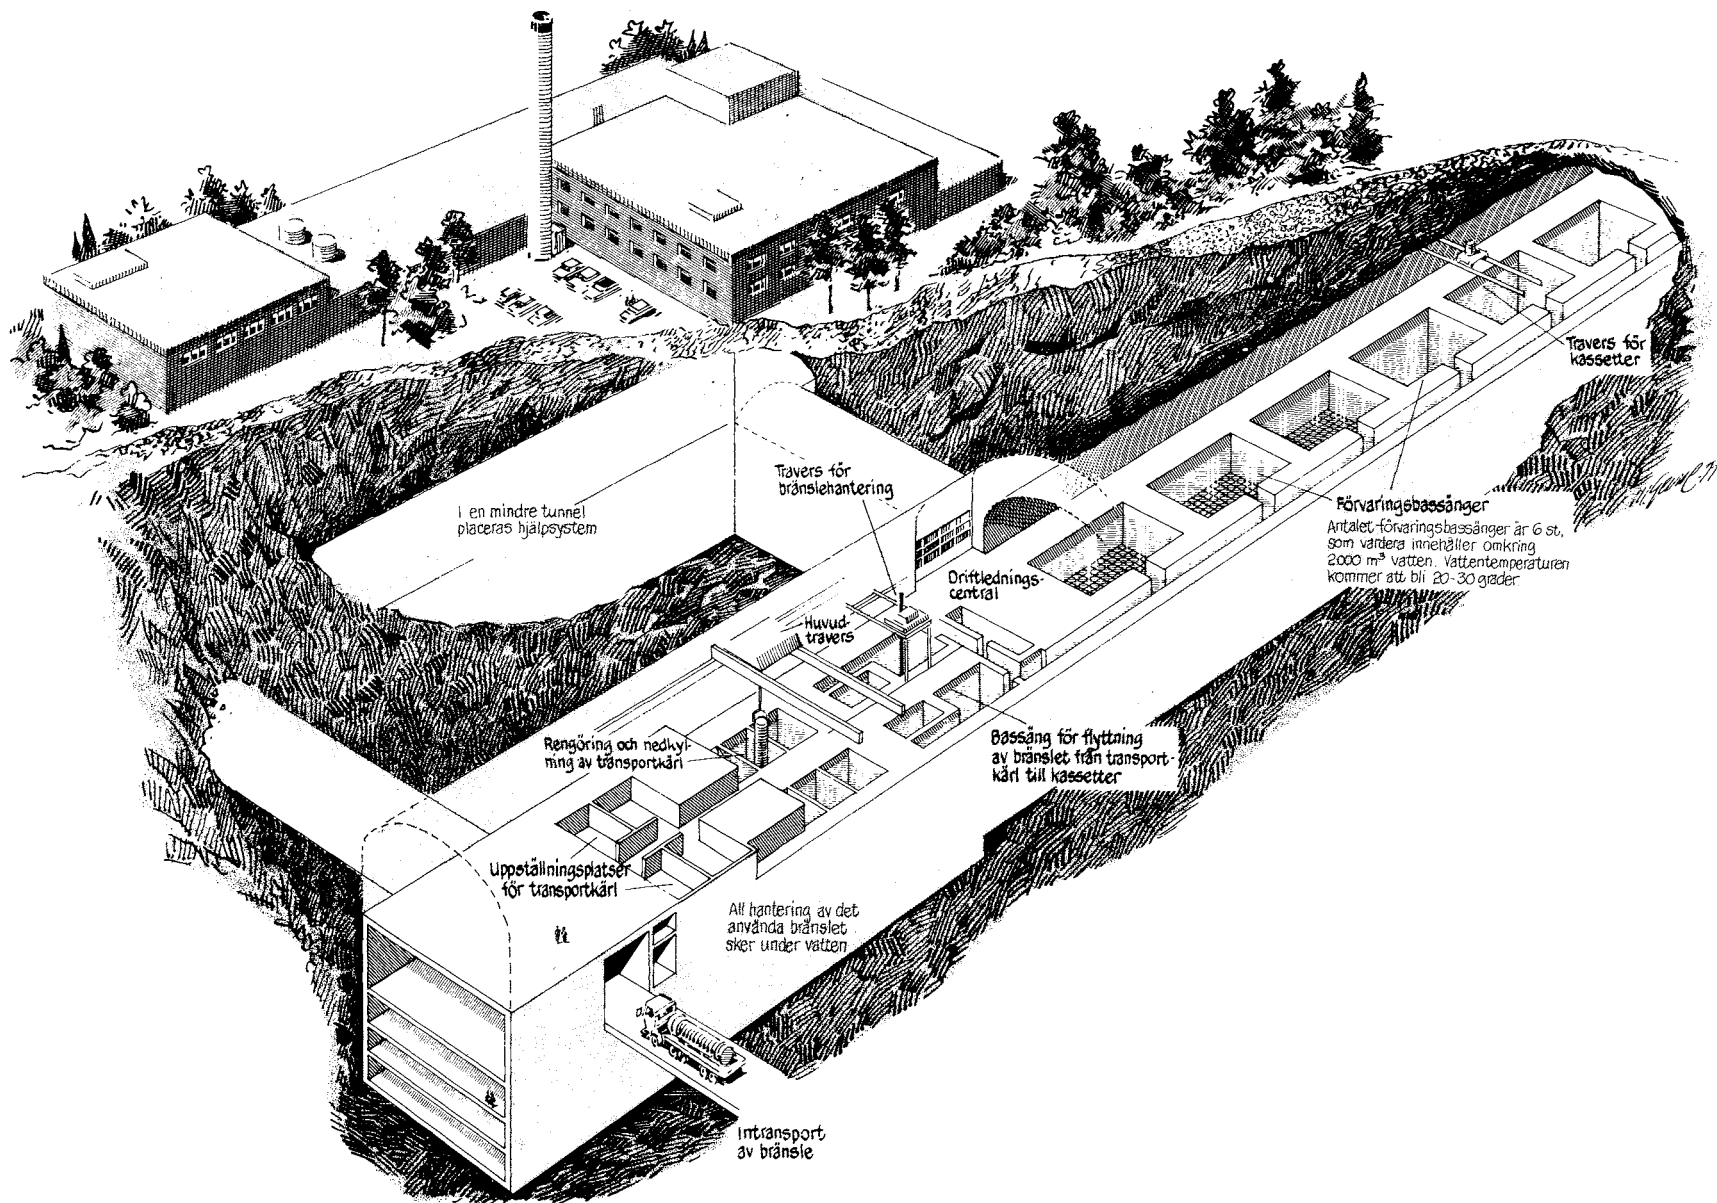 I en mindre tunnel
placeras hjälpsystem
Travers för
bränslehantering
Travers för
kassetter
Förvaringsbassänger
Antalet förvaringsbassänger är 6 st,
som vardera innehåller omkring
2000 m³ vatten. Vattentemperaturen
kommer att bli 20-30 grader
Driftlednings-
central
Huvud-
travers
Bassäng för flyttning
av bränslet från transport-
kärl till kassetter
Rengöring och nedkyl-
ning av transportkärl
Uppställningsplatser
för transportkärl
All hantering av det
använda bränslet
sker under vatten
Intransport
av bränsle